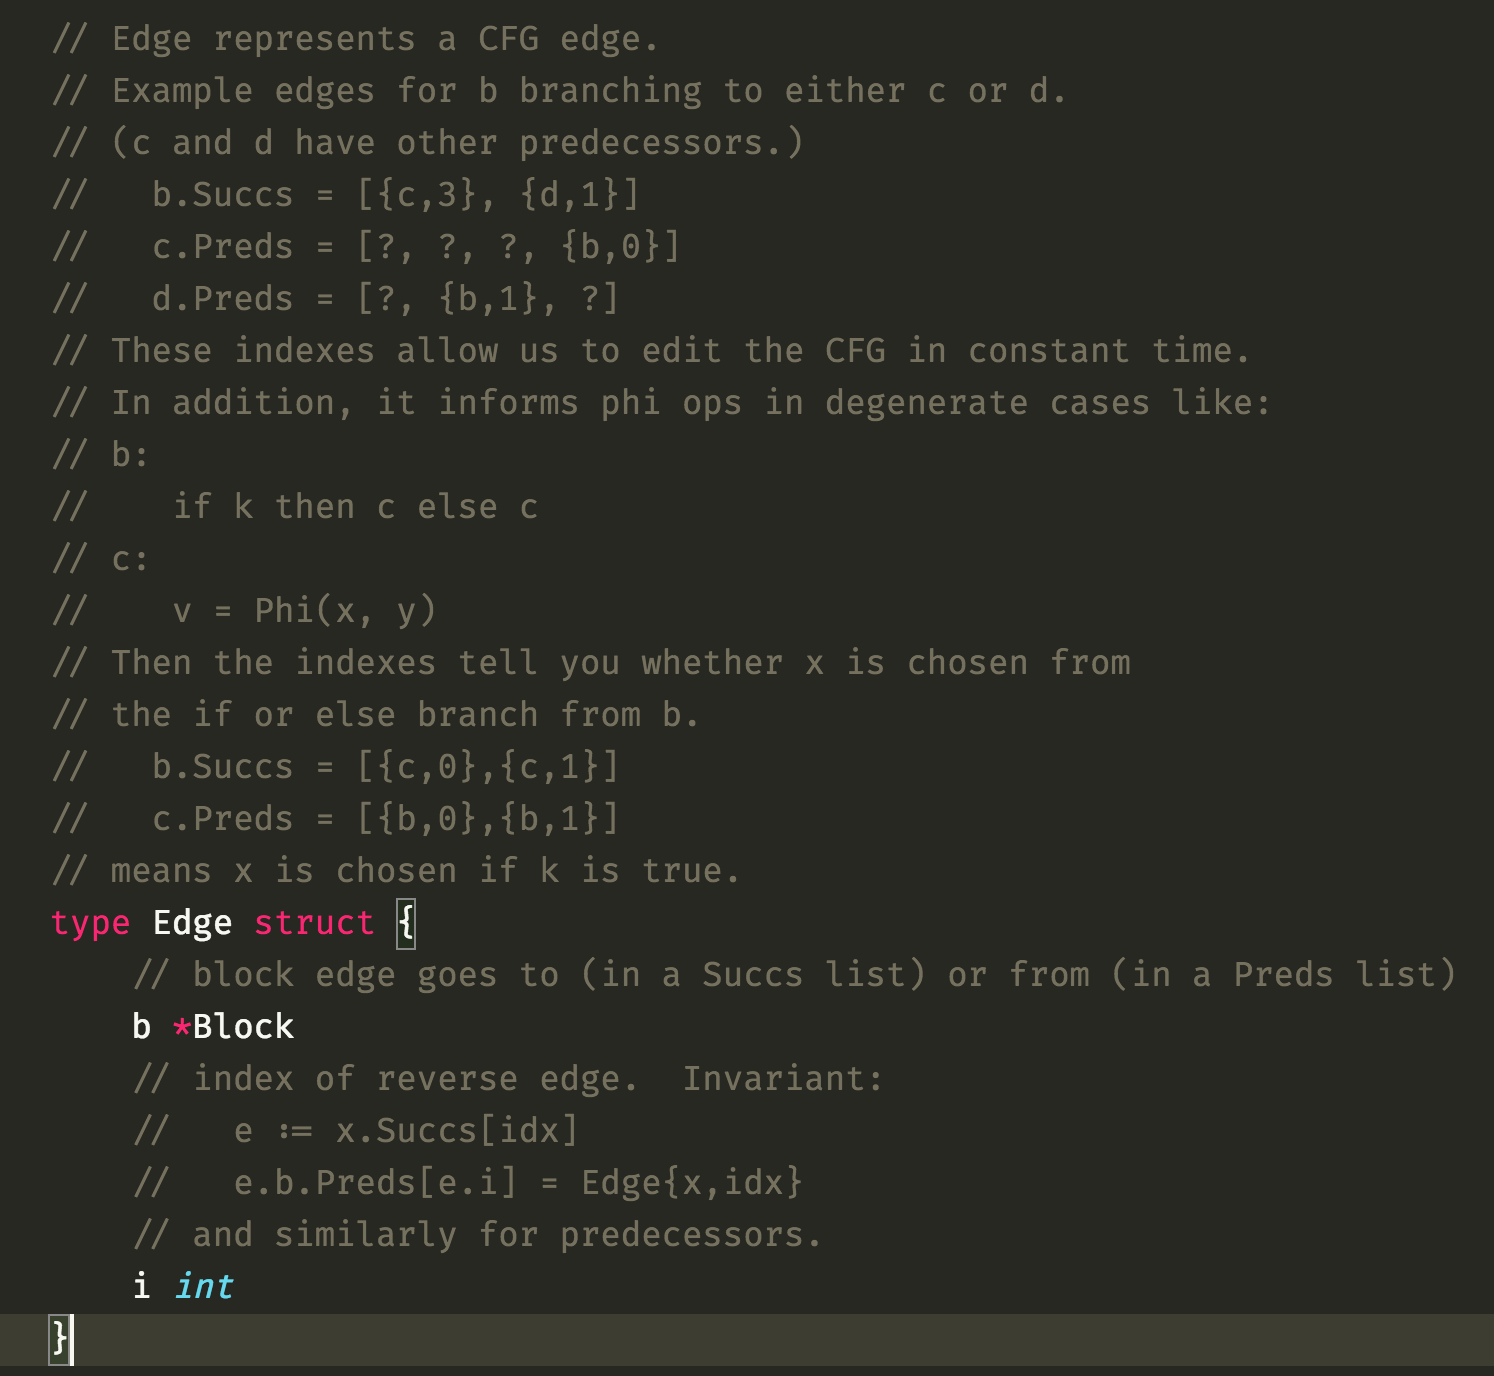 // Edge represents a CFG edge.
// Example edges for b branching to either c or d.
// (c and d have other predecessors.)
//   b.Succs = [{c,3}, {d,1}]
//   c.Preds = [?, ?, ?, {b,0}]
//   d.Preds = [?, {b,1}, ?]
// These indexes allow us to edit the CFG in constant time.
// In addition, it informs phi ops in degenerate cases like:
// b:
//    if k then c else c
// c:
//    v = Phi(x, y)
// Then the indexes tell you whether x is chosen from
// the if or else branch from b.
//   b.Succs = [{c,0},{c,1}]
//   c.Preds = [{b,0},{b,1}]
// means x is chosen if k is true.
type Edge struct {
    // block edge goes to (in a Succs list) or from (in a Preds list)
    b *Block
    // index of reverse edge.  Invariant:
    //   e := x.Succs[idx]
    //   e.b.Preds[e.i] = Edge{x,idx}
    // and similarly for predecessors.
    i int
}